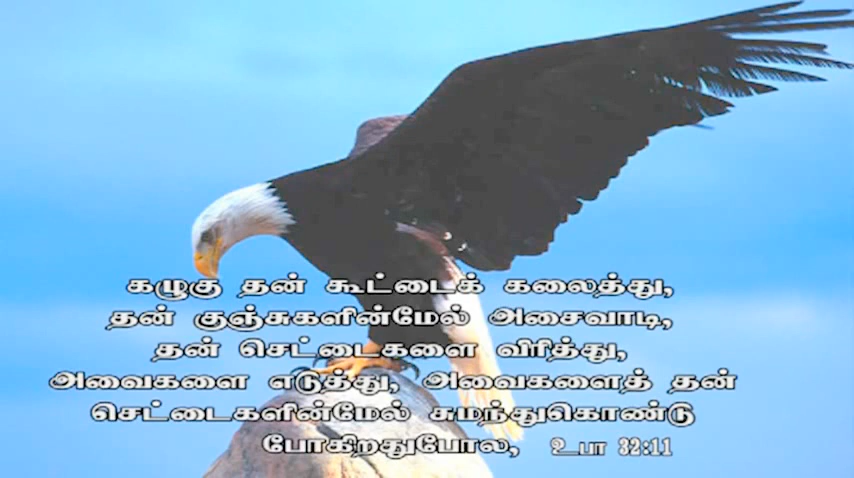 கழுகு தன் கூட்டைக் கலைத்து,
தன் குஞ்சுகளின்மேல் அசைவாடி,
தன் செட்டைகளை விரித்து,
அவைகளை எடுத்து, அவைகளைத் தன்
செட்டைகளின்மேல் சுமந்துகொண்டு
போகிறதுபோல, உபா 32:11